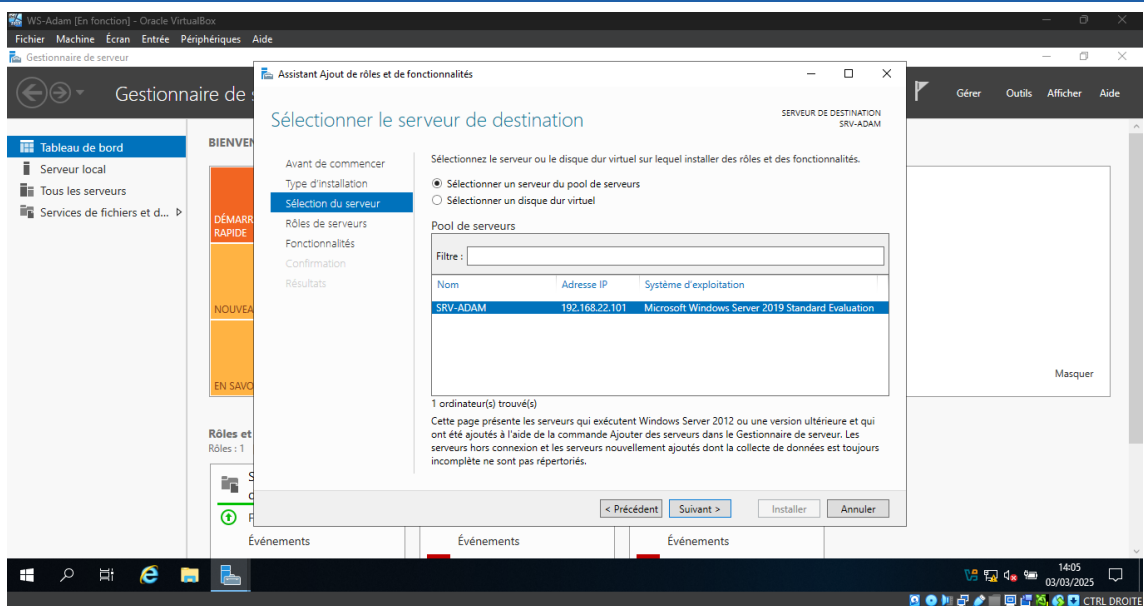 WS-Adam [En fonction] - Oracle VirtualBox
Fichier Machine Écran Entrée Périphériques Aide
Gestionnaire de serveur
Gestionnaire de
Gérer Outils Afficher Aide
Tableau de bord
Serveur local
Tous les serveurs
Services de fichiers et d...
BIENVEN
DÉMARR
RAPIDE
NOUVEA
EN SAVO
Masquer
Rôles et
Rôles : 1
Événements
Événements
Événements
Assistant Ajout de rôles et de fonctionnalités
Sélectionner le serveur de destination
SERVEUR DE DESTINATION
SRV-ADAM
Avant de commencer
Type d'installation
Sélection du serveur
Rôles de serveurs
Fonctionnalités
Confirmation
Résultats
Sélectionnez le serveur ou le disque dur virtuel sur lequel installer des rôles et des fonctionnalités.
Sélectionner un serveur du pool de serveurs
Sélectionner un disque dur virtuel
Pool de serveurs
Filtre :
Nom Adresse IP Système d'exploitation
SRV-ADAM 192.168.22.101 Microsoft Windows Server 2019 Standard Evaluation
1 ordinateur(s) trouvé(s)
Cette page présente les serveurs qui exécutent Windows Server 2012 ou une version ultérieure et qui
ont été ajoutés à l'aide de la commande Ajouter des serveurs dans le Gestionnaire de serveur. Les
serveurs hors connexion et les serveurs nouvellement ajoutés dont la collecte de données est toujours
incomplète ne sont pas répertoriés.
< Précédent Suivant > Installer Annuler
14:05
03/03/2025
CTRL DROITE